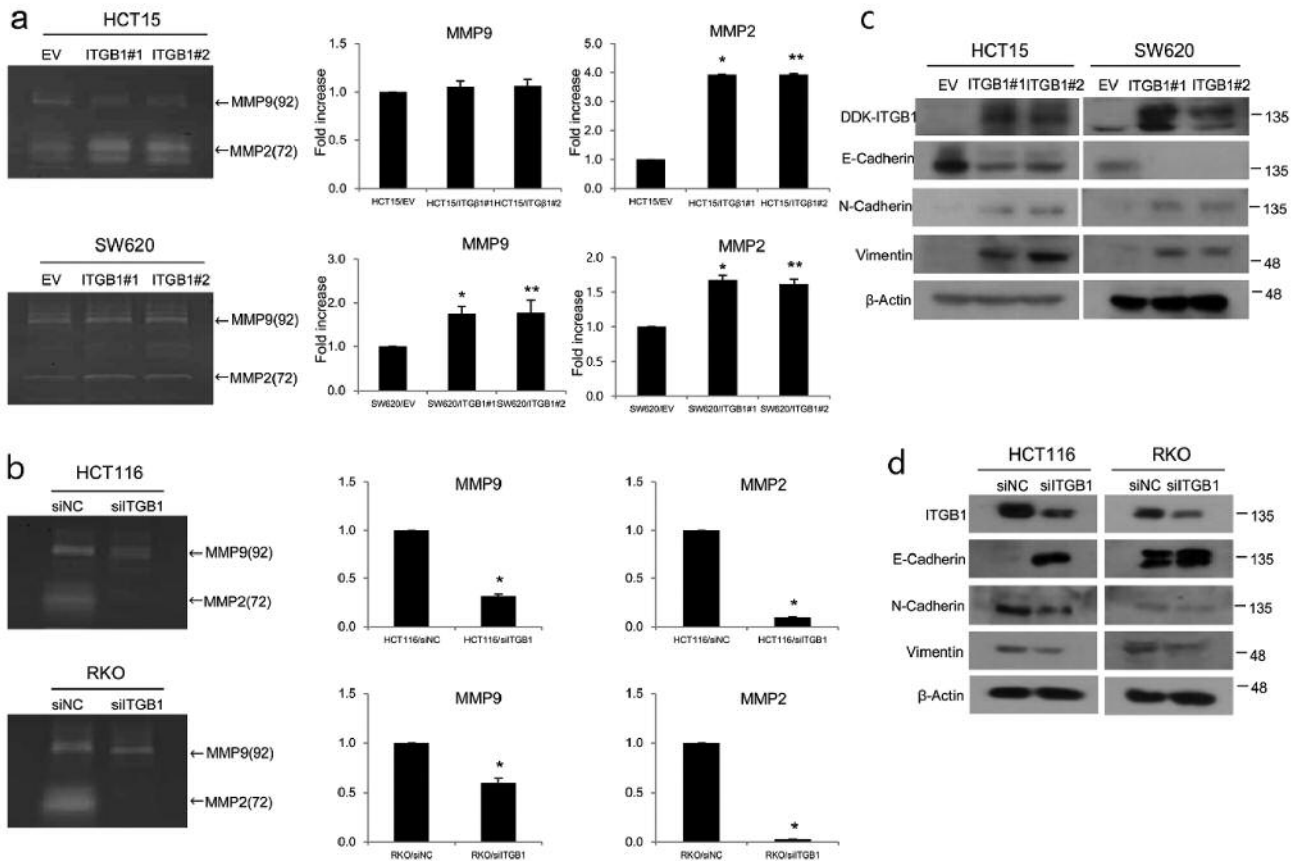 a
HCT15
EV ITGB1#1 ITGB1#2
←MMP9(92)
←MMP2(72)
MMP9
Fold increase
1.5
1.0
0.5
0.0
HCT15/EV HCT15/ITGβ1#1 HCT15/ITGβ1#2
MMP2
Fold increase
5.0
4.0
3.0
2.0
1.0
0.0
* **
HCT15/EV HCT15/ITGβ1#1 HCT15/ITGβ1#2
SW620
EV ITGB1#1 ITGB1#2
←MMP9(92)
←MMP2(72)
MMP9
Fold increase
3.0
2.0
1.0
0.0
* **
SW620/EV SW620/ITGB1#1 SW620/ITGB1#2
MMP2
Fold increase
2.0
1.5
1.0
0.5
0.0
* **
SW620/EV SW620/ITGB1#1 SW620/ITGB1#2
b
HCT116
siNC siITGB1
←MMP9(92)
←MMP2(72)
MMP9
1.5
1.0
0.5
0.0
*
HCT116/siNC HCT116/siITGB1
MMP2
1.5
1.0
0.5
0.0
*
HCT116/siNC HCT116/siITGB1
RKO
siNC siITGB1
←MMP9(92)
←MMP2(72)
MMP9
1.5
1.0
0.5
0.0
*
RKO/siNC RKO/siITGB1
MMP2
1.5
1.0
0.5
0.0
*
RKO/siNC RKO/siITGB1
c
HCT15 SW620
EV ITGB1#1 ITGB1#2 EV ITGB1#1 ITGB1#2
DDK-ITGB1 135
E-Cadherin 135
N-Cadherin 135
Vimentin 48
β-Actin 48
d
HCT116 RKO
siNC siITGB1 siNC siITGB1
ITGB1 135
E-Cadherin 135
N-Cadherin 135
Vimentin 48
β-Actin 48